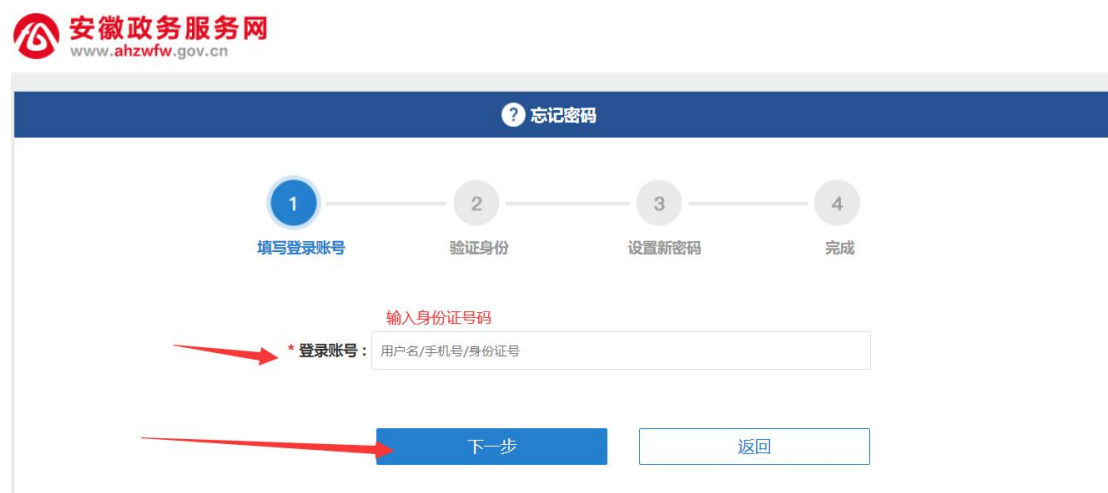 安徽政务服务网
www.ahzwfw.gov.cn
? 忘记密码
1 2 3 4
填写登录账号 验证身份 设置新密码 完成
输入身份证号码
* 登录账号： 用户名/手机号/身份证号
下一步 返回